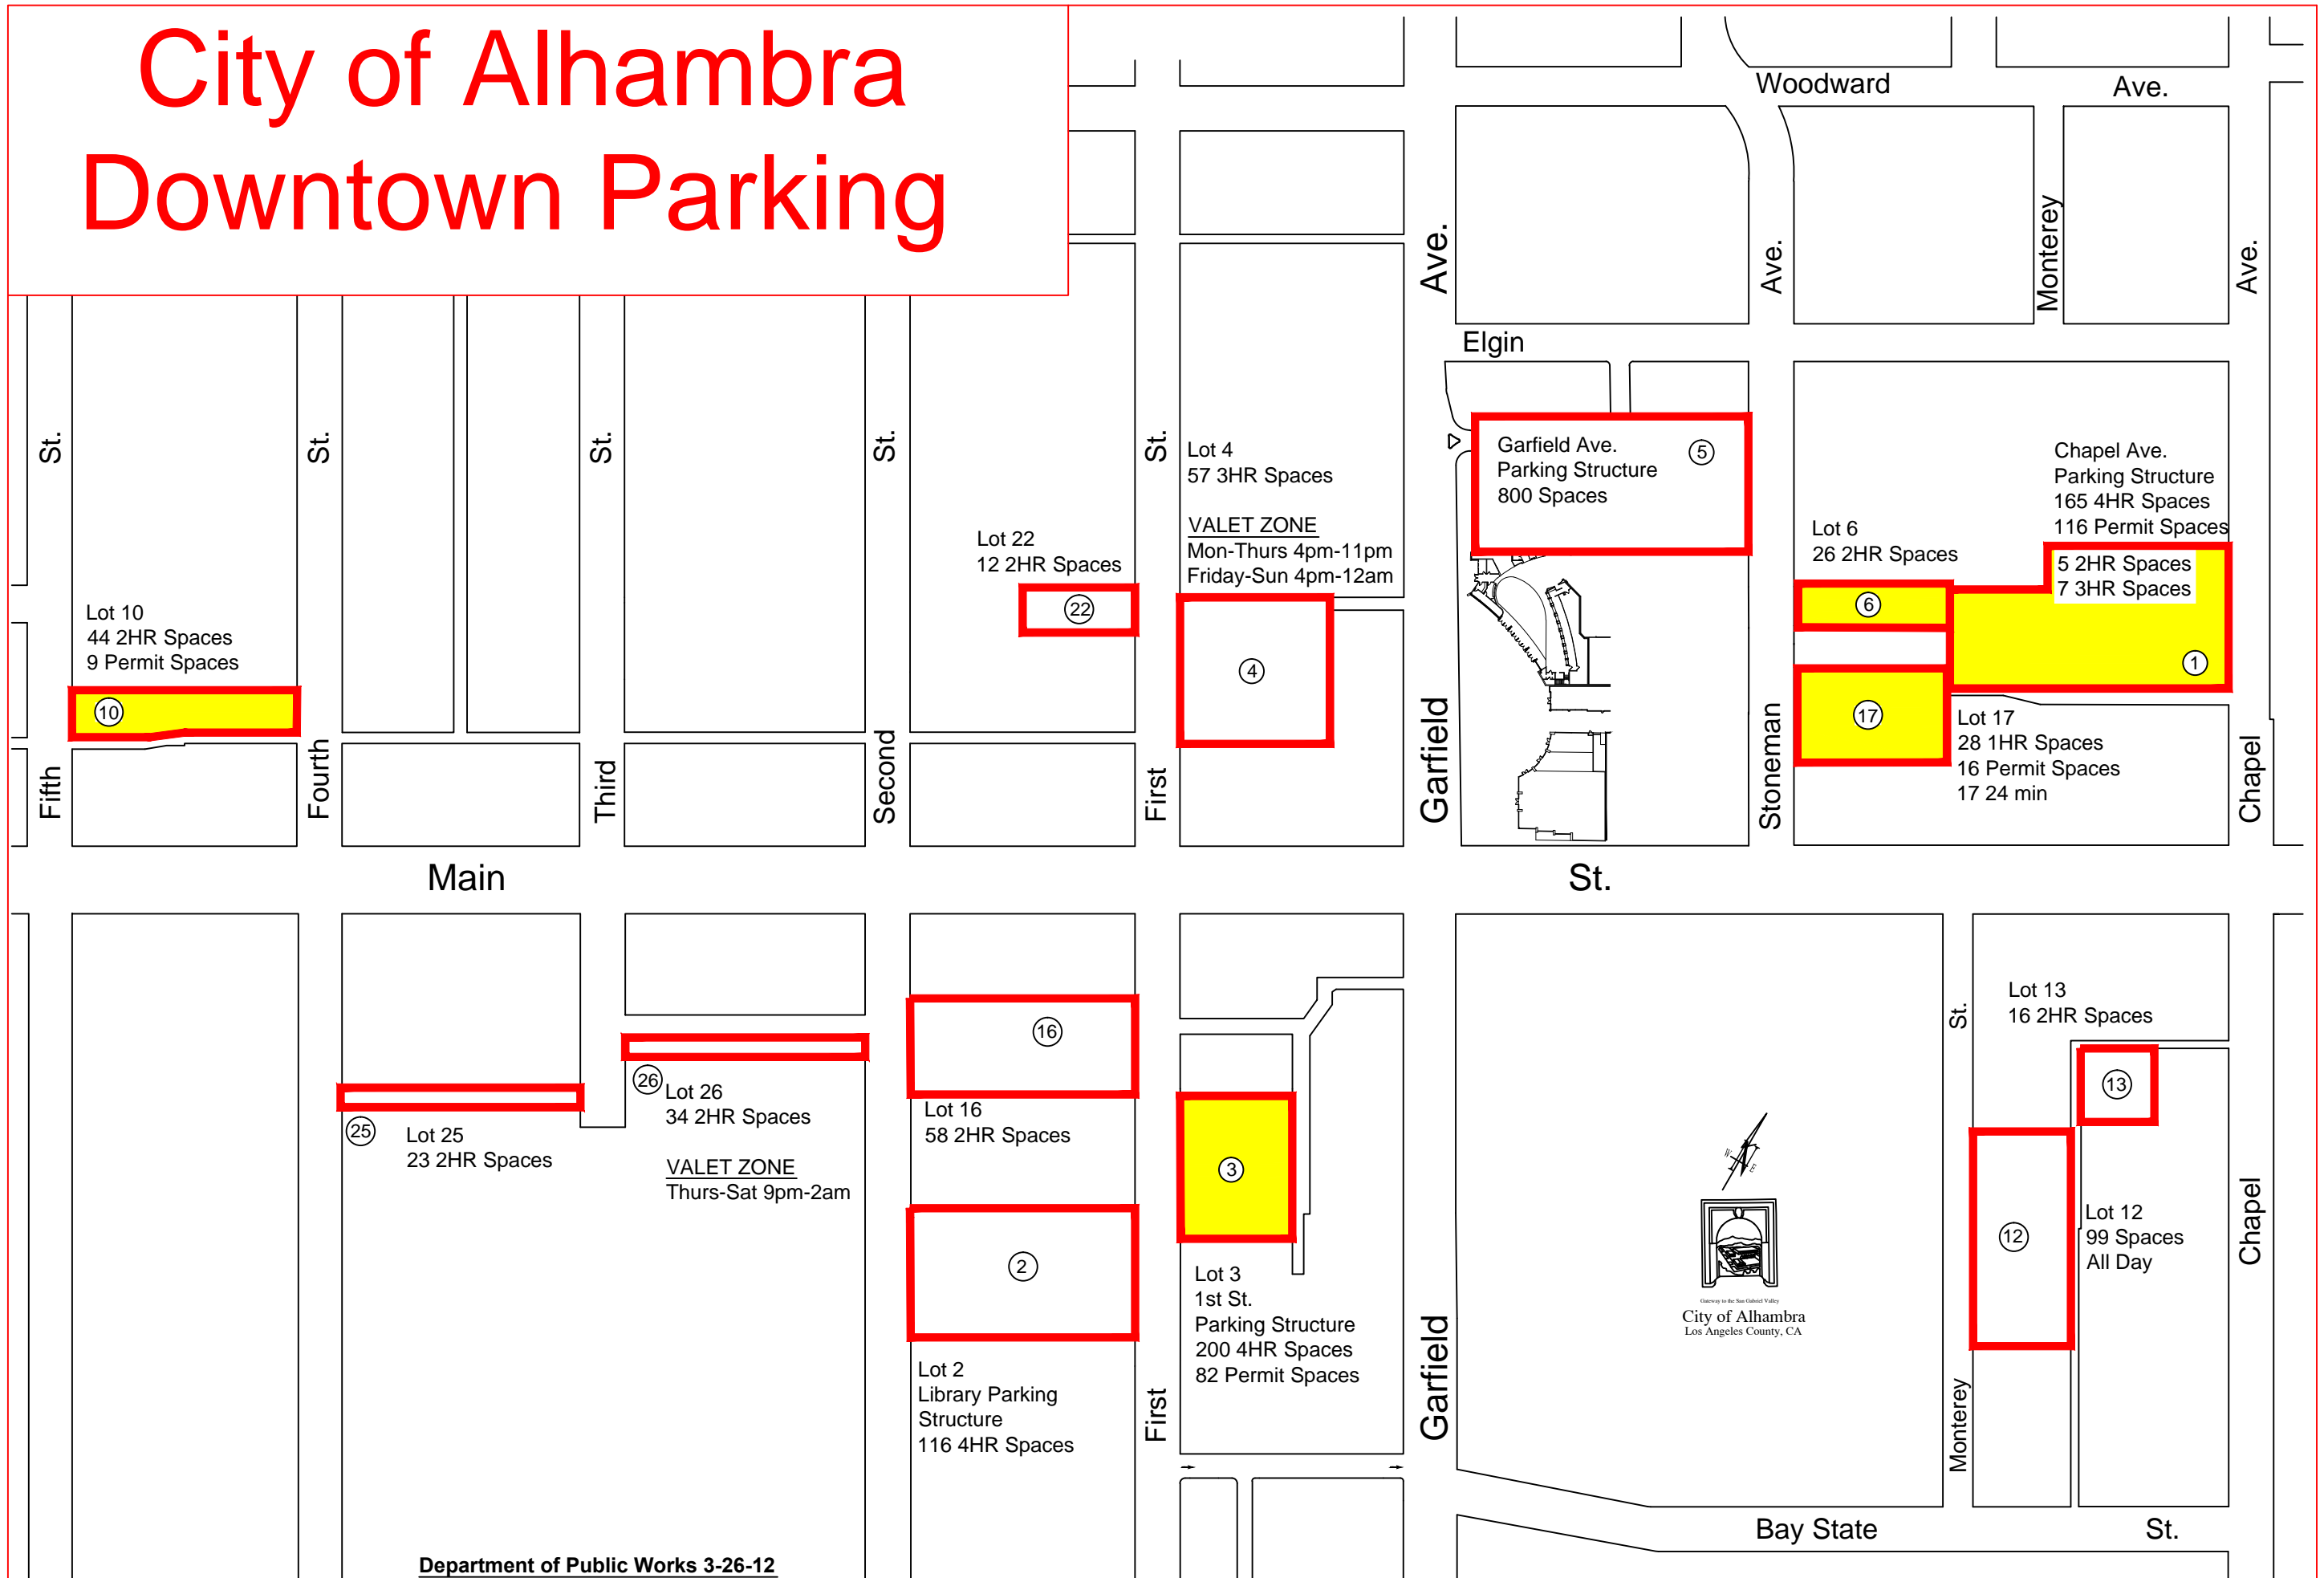 City of Alhambra
Downtown Parking
Woodward
Ave.
Ave.
Ave.
Monterey
Ave.
Elgin
St.
St.
St.
St.
St.
Lot 4
57 3HR Spaces
VALET ZONE
Mon-Thurs 4pm-11pm
Friday-Sun 4pm-12am
4
Garfield Ave.
Parking Structure
800 Spaces
5
Chapel Ave.
Parking Structure
165 4HR Spaces
116 Permit Spaces
5 2HR Spaces
7 3HR Spaces
1
Lot 6
26 2HR Spaces
6
Lot 22
12 2HR Spaces
22
Lot 10
44 2HR Spaces
9 Permit Spaces
10
17
Lot 17
28 1HR Spaces
16 Permit Spaces
17 24 min
Fifth
Fourth
Third
Second
First
Garfield
Stoneman
Chapel
Main
St.
Lot 13
16 2HR Spaces
13
St.
16
Lot 16
58 2HR Spaces
26
Lot 26
34 2HR Spaces
VALET ZONE
Thurs-Sat 9pm-2am
25
Lot 25
23 2HR Spaces
3
Lot 3
1st St.
Parking Structure
200 4HR Spaces
82 Permit Spaces
2
Lot 2
Library Parking
Structure
116 4HR Spaces
W
E
Gateway to the San Gabriel Valley
City of Alhambra
Los Angeles County, CA
12
Lot 12
99 Spaces
All Day
First
Garfield
Monterey
Chapel
Bay State
St.
Department of Public Works 3-26-12